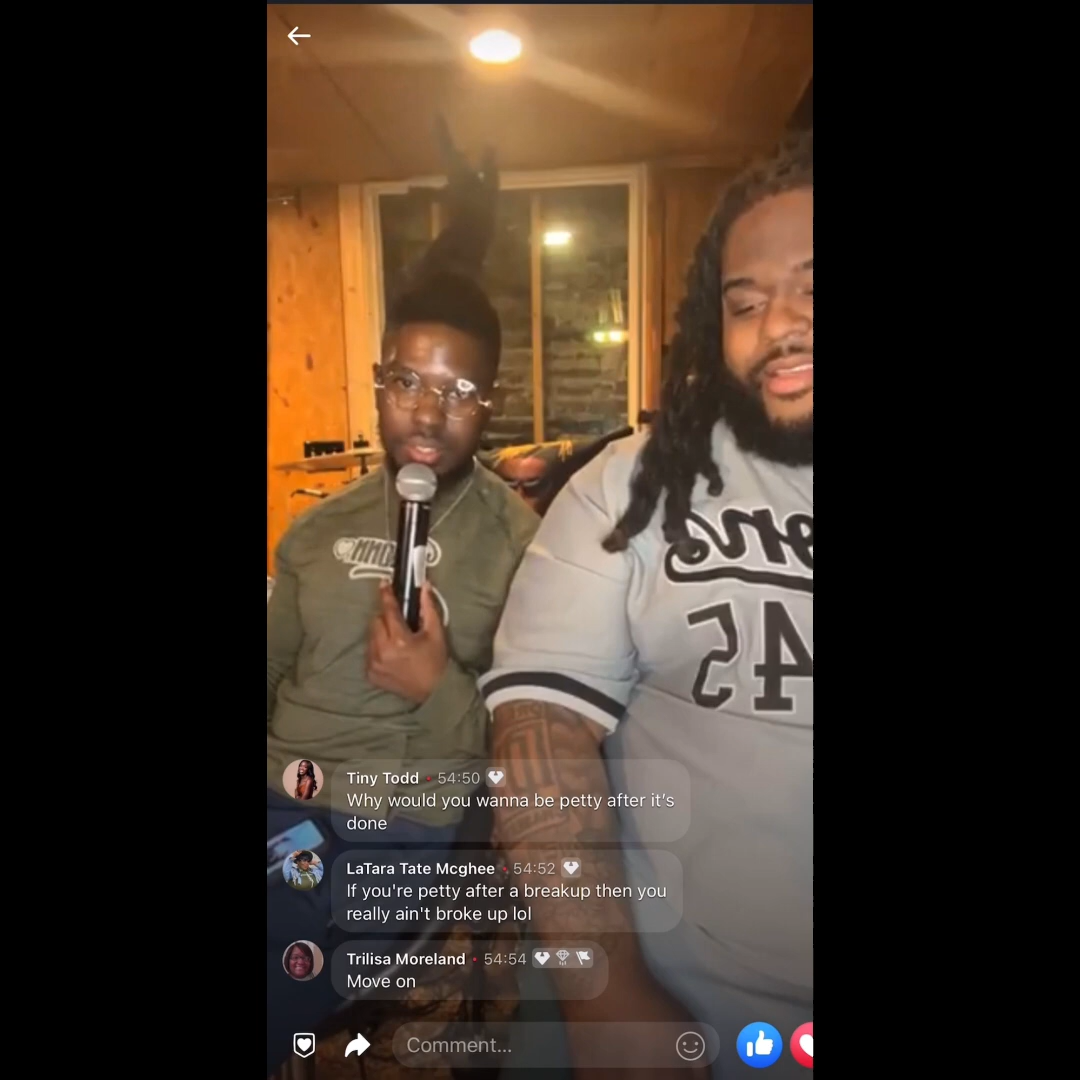 45
Tiny Todd • 54:50
Why would you wanna be petty after it's
done
LaTara Tate Mcghee • 54:52
If you're petty after a breakup then you
really ain't broke up lol
Trilisa Moreland • 54:54
Move on
Comment...